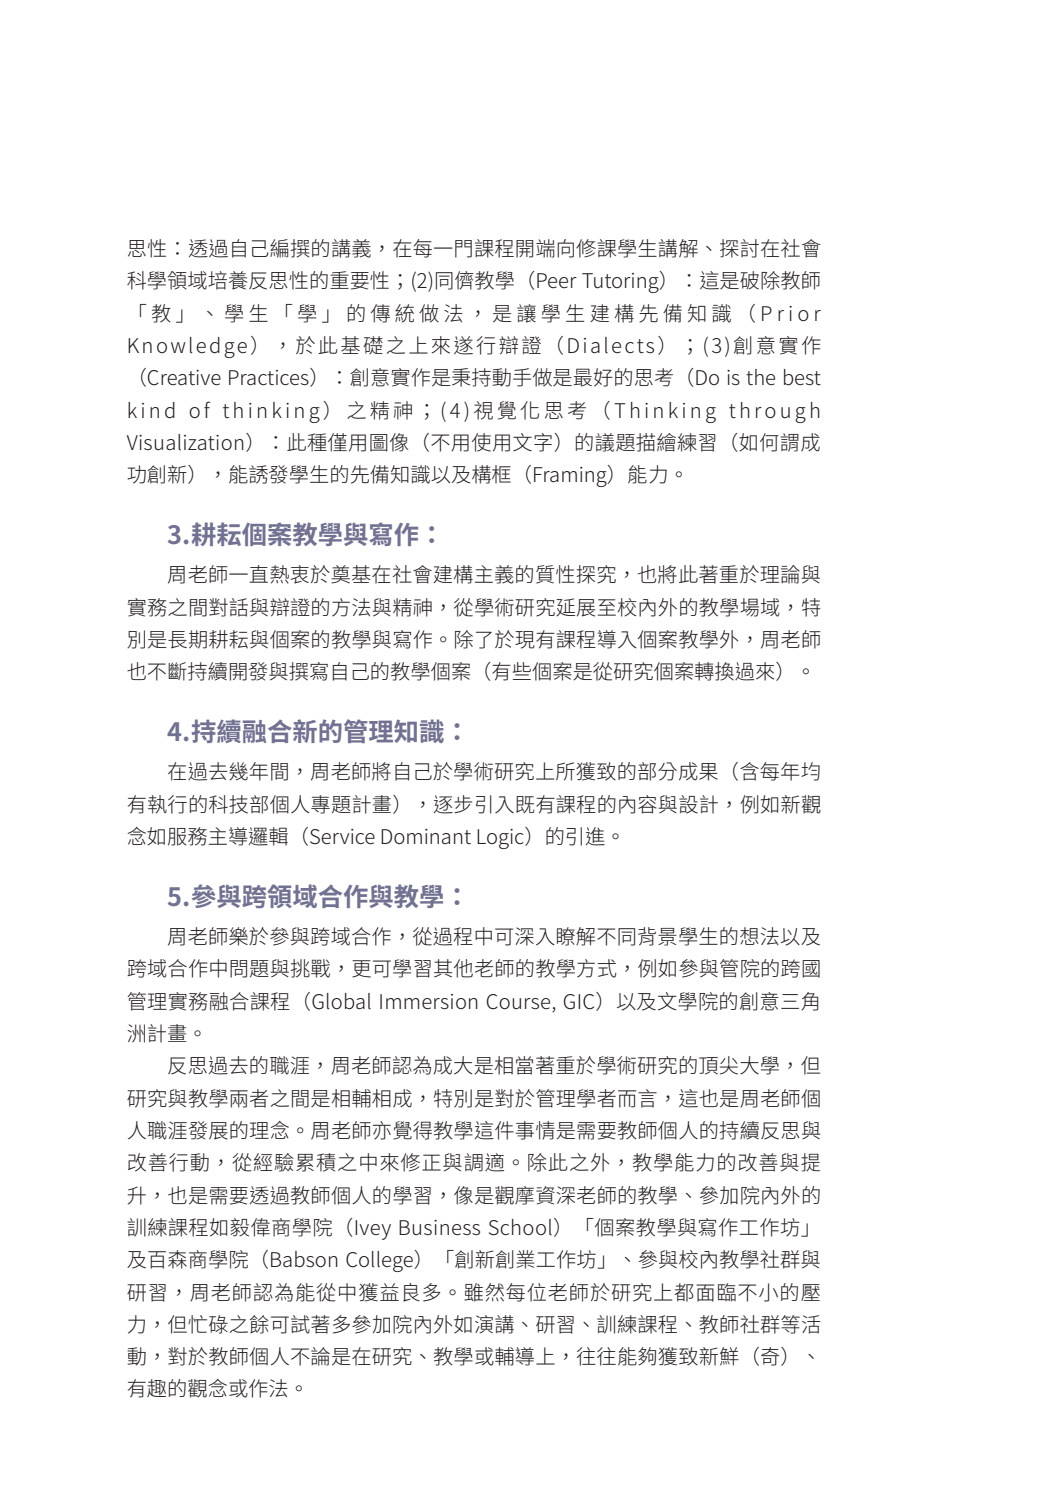 思性：透過自己編撰的講義，在每一門課程開端向修課學生講解、探討在社會
科學領域培養反思性的重要性；(2)同儕教學（Peer Tutoring）：這是破除教師
「教」、學生「學」的傳統做法，是讓學生建構先備知識（Prior
Knowledge），於此基礎之上來遂行辯證（Dialects）；(3)創意實作
（Creative Practices）：創意實作是秉持動手做是最好的思考（Do is the best
kind of thinking）之精神；(4)視覺化思考（Thinking through
Visualization）：此種僅用圖像（不用使用文字）的議題描繪練習（如何謂成
功創新），能誘發學生的先備知識以及構框（Framing）能力。
3.耕耘個案教學與寫作：
周老師一直熱衷於奠基在社會建構主義的質性探究，也將此著重於理論與
實務之間對話與辯證的方法與精神，從學術研究延展至校內外的教學場域，特
別是長期耕耘與個案的教學與寫作。除了於現有課程導入個案教學外，周老師
也不斷持續開發與撰寫自己的教學個案（有些個案是從研究個案轉換過來）。
4.持續融合新的管理知識：
在過去幾年間，周老師將自己於學術研究上所獲致的部分成果（含每年均
有執行的科技部個人專題計畫），逐步引入既有課程的內容與設計，例如新觀
念如服務主導邏輯（Service Dominant Logic）的引進。
5.參與跨領域合作與教學：
周老師樂於參與跨域合作，從過程中可深入瞭解不同背景學生的想法以及
跨域合作中問題與挑戰，更可學習其他老師的教學方式，例如參與管院的跨國
管理實務融合課程（Global Immersion Course, GIC）以及文學院的創意三角
洲計畫。
反思過去的職涯，周老師認為成大是相當著重於學術研究的頂尖大學，但
研究與教學兩者之間是相輔相成，特別是對於管理學者而言，這也是周老師個
人職涯發展的理念。周老師亦覺得教學這件事情是需要教師個人的持續反思與
改善行動，從經驗累積之中來修正與調適。除此之外，教學能力的改善與提
升，也是需要透過教師個人的學習，像是觀摩資深老師的教學、參加院內外的
訓練課程如毅偉商學院（Ivey Business School）「個案教學與寫作工作坊」
及百森商學院（Babson College）「創新創業工作坊」、參與校內教學社群與
研習，周老師認為能從中獲益良多。雖然每位老師於研究上都面臨不小的壓
力，但忙碌之餘可試著多參加院內外如演講、研習、訓練課程、教師社群等活
動，對於教師個人不論是在研究、教學或輔導上，往往能夠獲致新鮮（奇）、
有趣的觀念或作法。